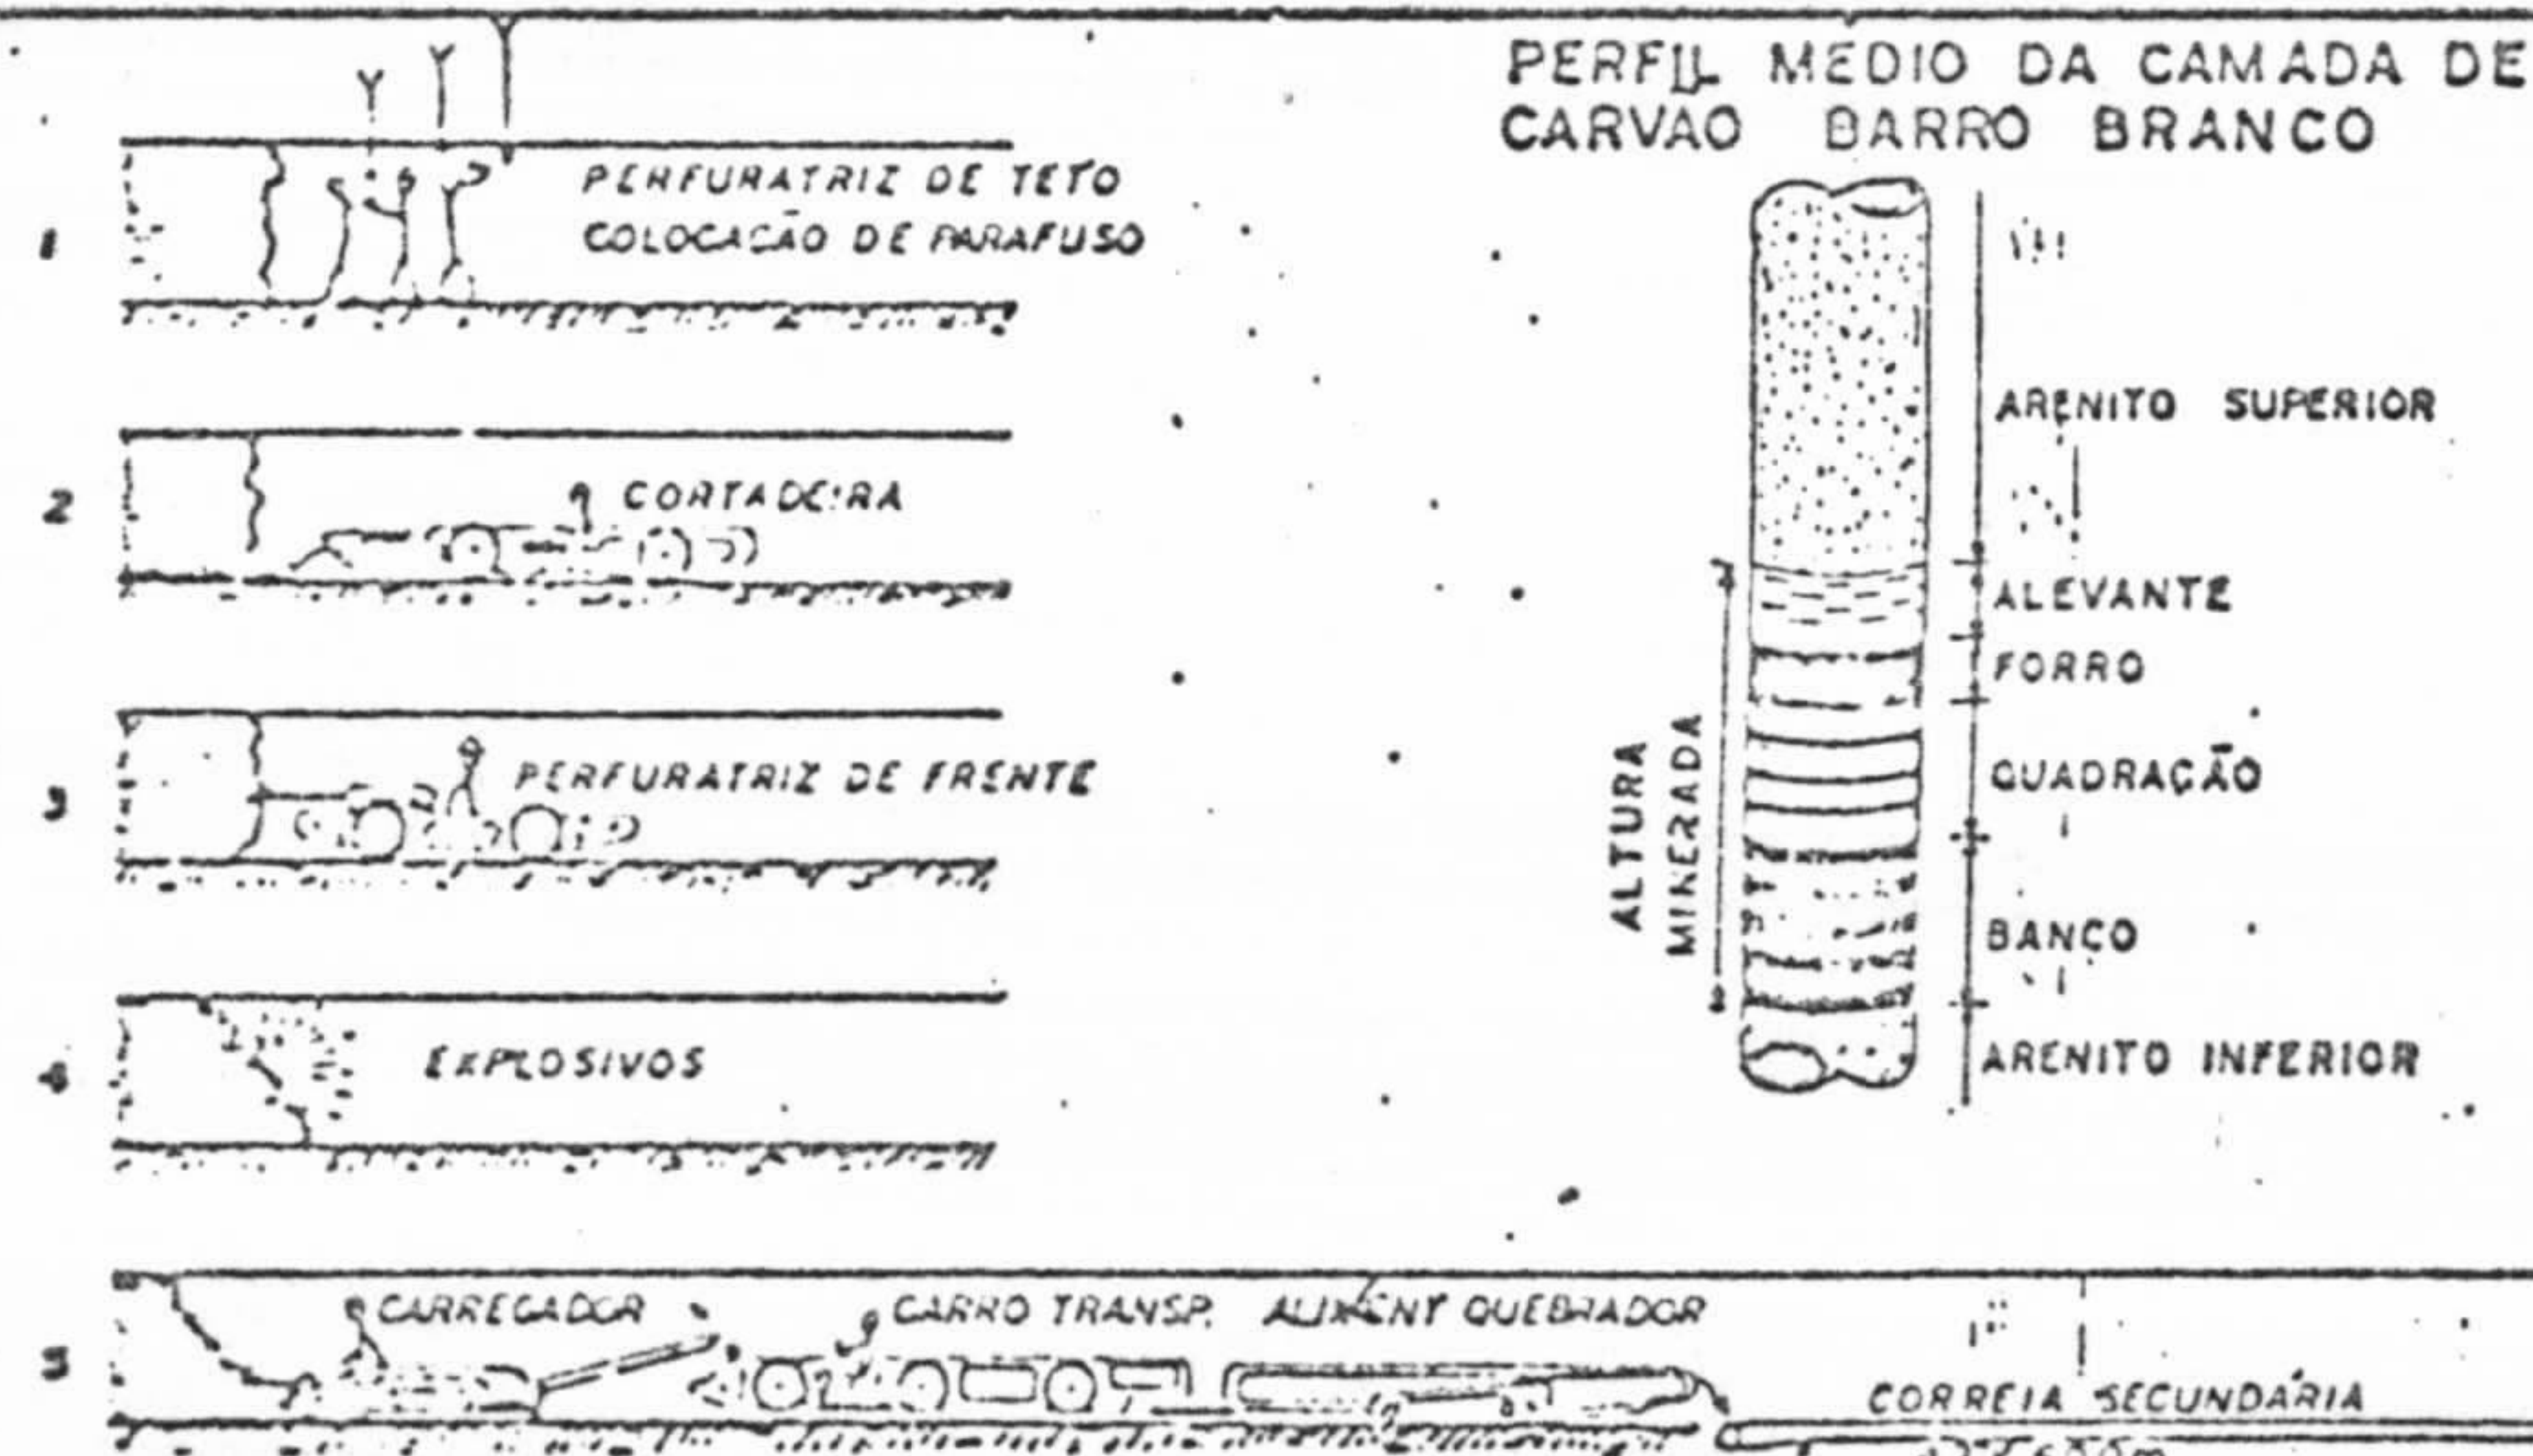 PERFIL MEDIO DA CAMADA DE
CARVAO BARRO BRANCO
1
PERFURATRIZ DE TETO
COLOCAÇÃO DE PARAFUSO
ARENITO SUPERIOR
2
CORTADEIRA
ALEVANTE
FORRO
3
PERFURATRIZ DE FRENTE
QUADRAÇÃO
ALTURA
MINERADA
BANCO
4
EXPLOSIVOS
ARENITO INFERIOR
5
CARREGADOR
CARRO TRANSP.
ALIMENT QUEBRADOR
CORREIA SECUNDÁRIA